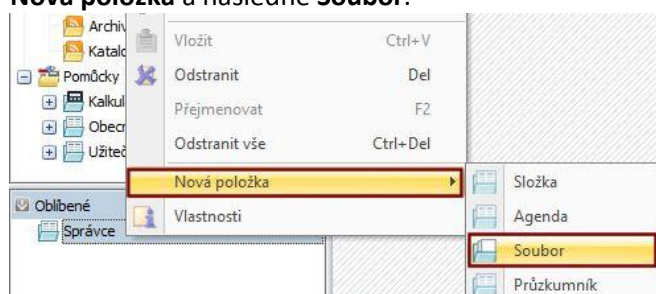 Nová položka a následně Soubor.
Archiv
Katalo
Pomůcky
Kalkul
Obecn
Užiteč
Vložit Ctrl+V
Odstranit Del
Přejmenovat F2
Odstranit vše Ctrl+Del
Nová položka
Vlastnosti
Oblíbené
Správce
Složka
Agenda
Soubor
Průzkumník